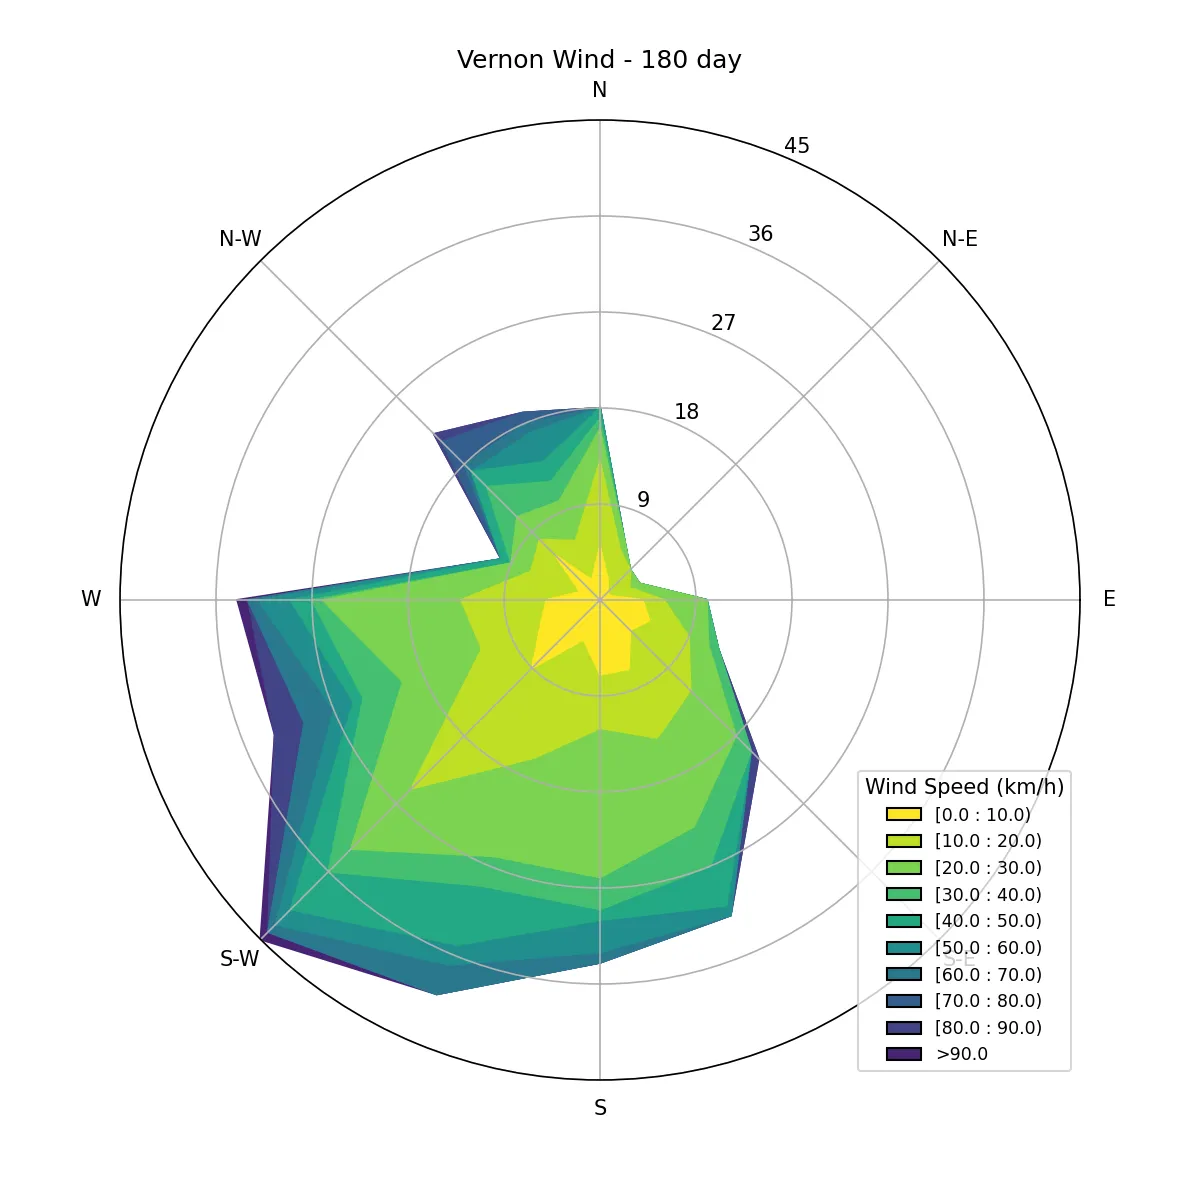 Vernon Wind - 180 day
N
45
N-W
36
N-E
27
18
9
W
E
Wind Speed (km/h)
[0.0 : 10.0)
[10.0 : 20.0)
[20.0 : 30.0)
[30.0 : 40.0)
[40.0 : 50.0)
[50.0 : 60.0)
[60.0 : 70.0)
[70.0 : 80.0)
[80.0 : 90.0)
>90.0
S-W
S-E
S